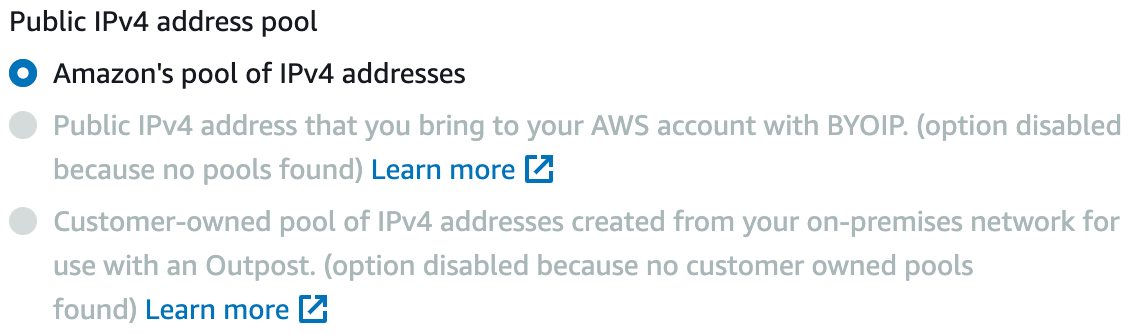 Public IPv4 address pool
Amazon's pool of IPv4 addresses
Public IPv4 address that you bring to your AWS account with BYOIP. (option disabled
because no pools found) Learn more
Customer-owned pool of IPv4 addresses created from your on-premises network for
use with an Outpost. (option disabled because no customer owned pools
found) Learn more